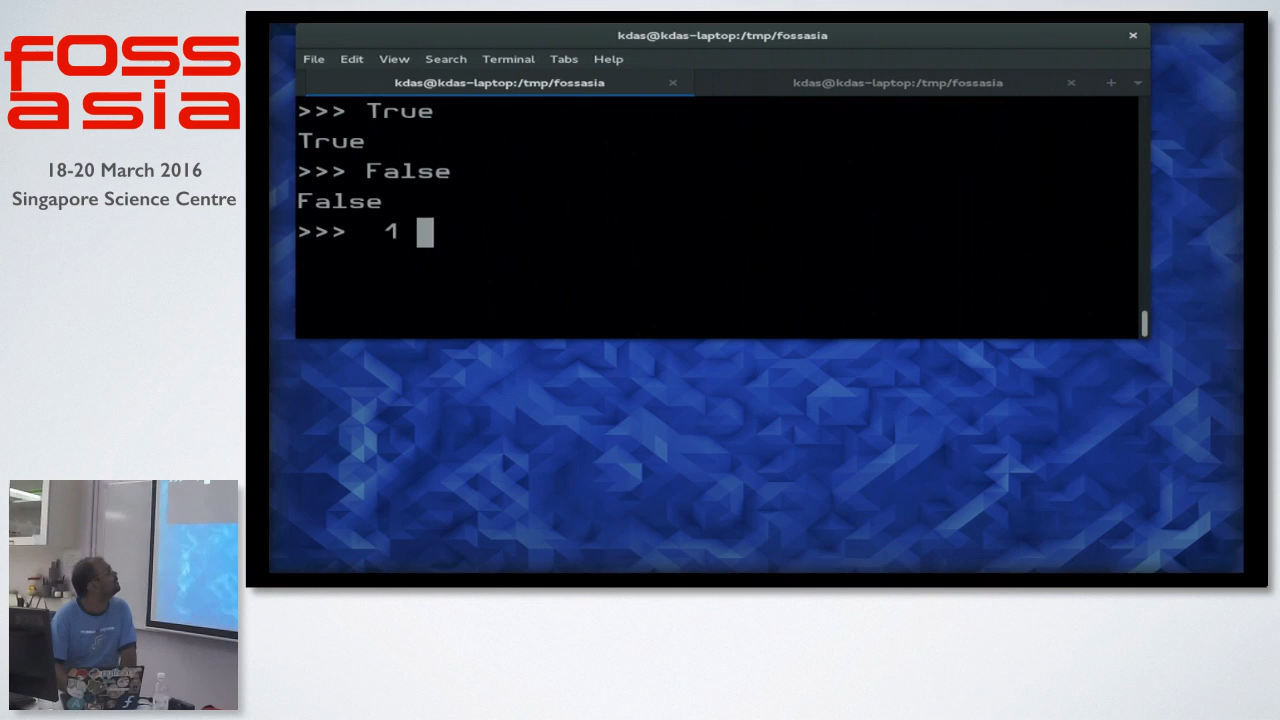 foss
asia
18-20 March 2016
Singapore Science Centre
kdas@kdas-laptop:/tmp/fossasia ×
File Edit View Search Terminal Tabs Help
kdas@kdas-laptop:/tmp/fossasia × kdas@kdas-laptop:/tmp/fossasia × +
>>> True
True
>>> False
False
>>>  1